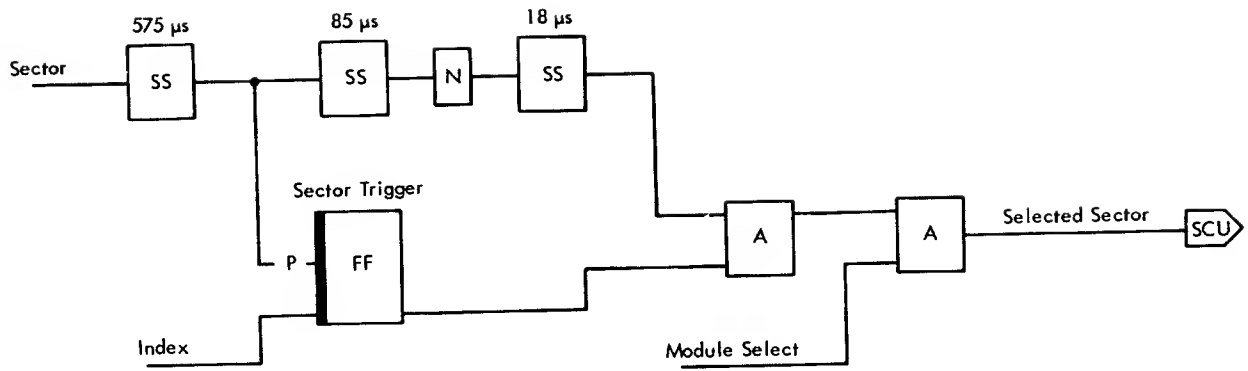 575 μs
85 μs
18 μs
Sector
SS
SS
N
SS
Sector Trigger
P
FF
A
A
Selected Sector
SCU
Index
Module Select